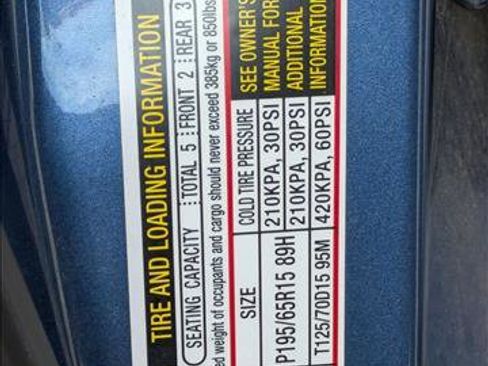 TIRE AND LOADING INFORMATION
SEATING CAPACITY TOTAL 5 FRONT 2 REAR 3
weight of occupants and cargo should never exceed 385kg or 850lbs
SIZE COLD TIRE PRESSURE
P195/65R15 89H 210KPA, 30PSI
210KPA, 30PSI
T125/70D15 95M 420KPA, 60PSI
SEE OWNER'S
MANUAL FOR
ADDITIONAL
INFORMATION